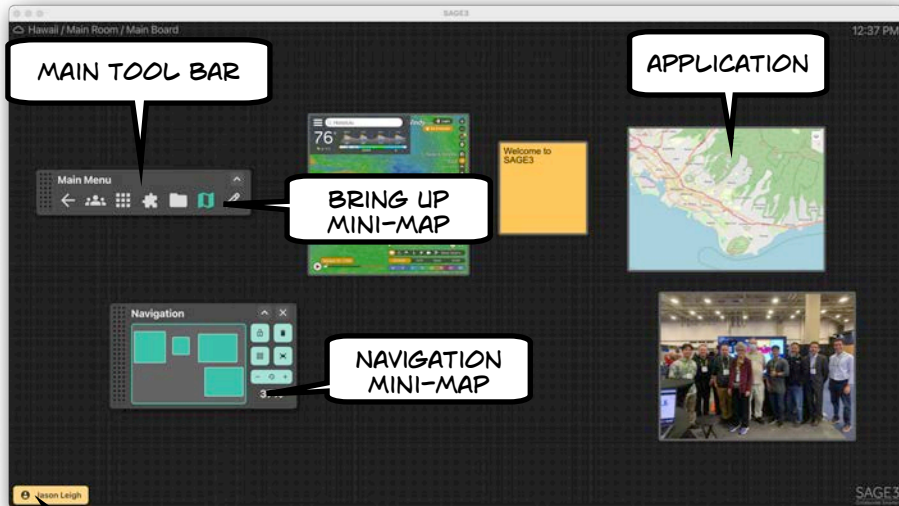 SAGE3
Hawaii / Main Room / Main Board
12:37 PM
MAIN TOOL BAR
APPLICATION
Honolulu
76°
Welcome to
SAGE3
Main Menu
BRING UP
MINI-MAP
Navigation
NAVIGATION
MINI-MAP
Jason Leigh
SAGE3